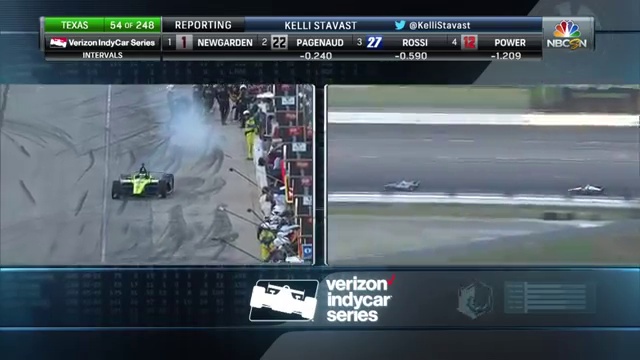 TEXAS 54 OF 248 REPORTING KELLI STAVAST @KelliStavast
Verizon IndyCar Series 1 1 NEWGARDEN 2 22 PAGENAUD 3 27 ROSSI 4 12 POWER NBCSN
INTERVALS -0.240 -0.590 -1.209
verizon
indycar
series